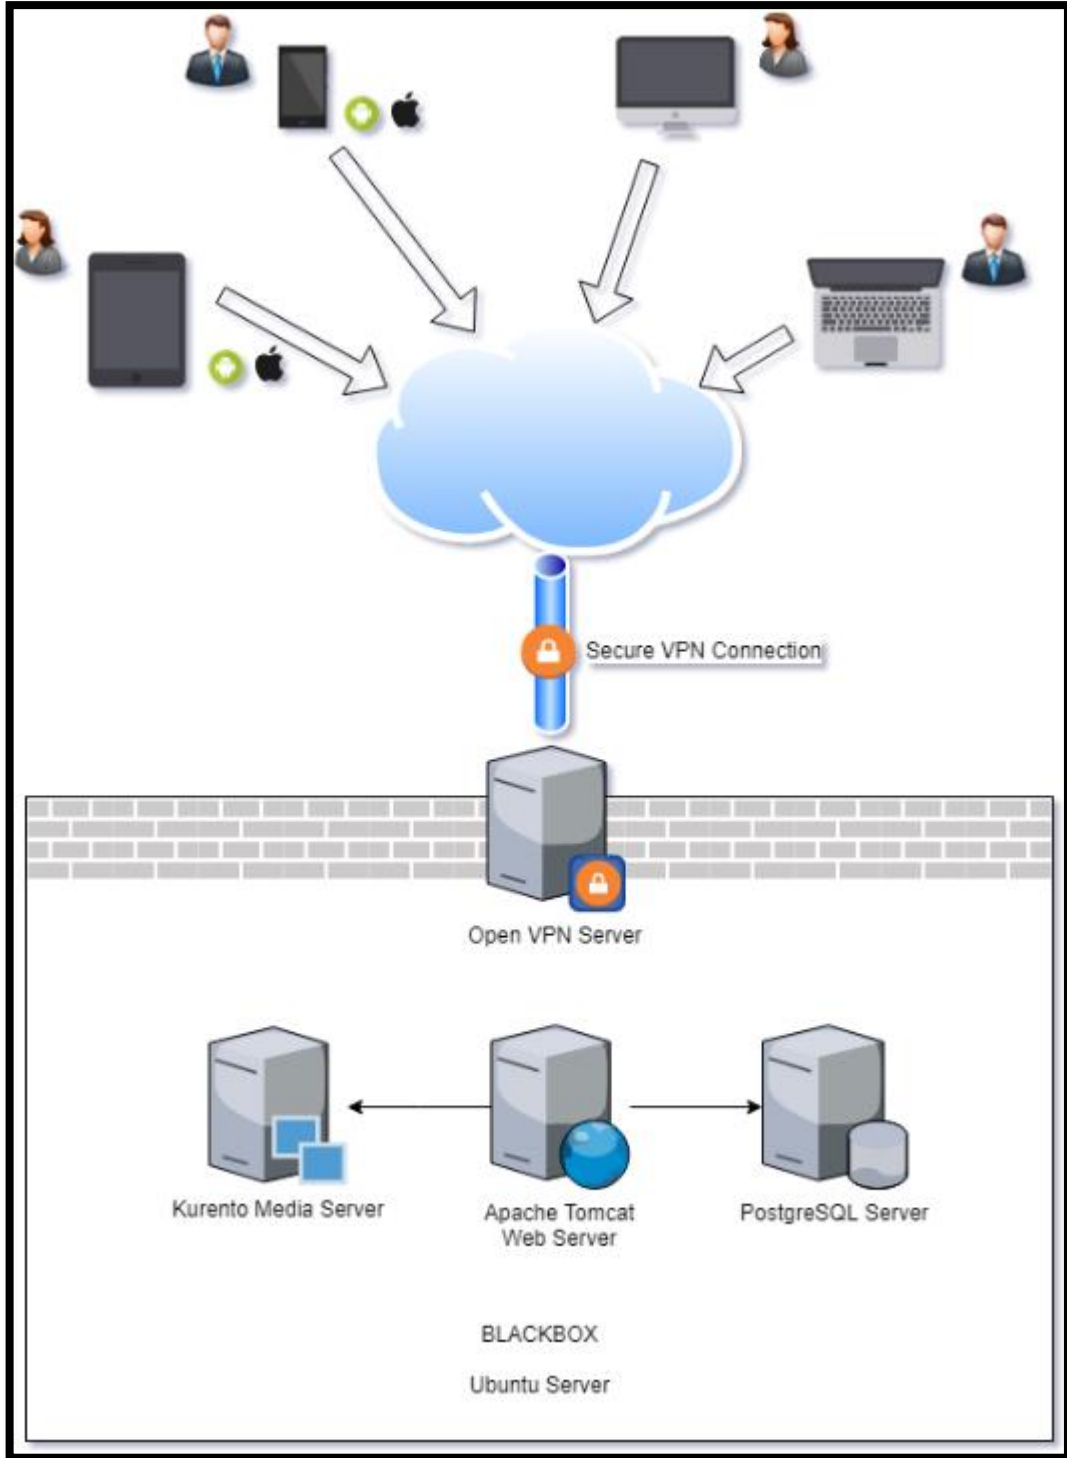 Secure VPN Connection
Open VPN Server
Kurento Media Server
Apache Tomcat
Web Server
PostgreSQL Server
BLACKBOX
Ubuntu Server